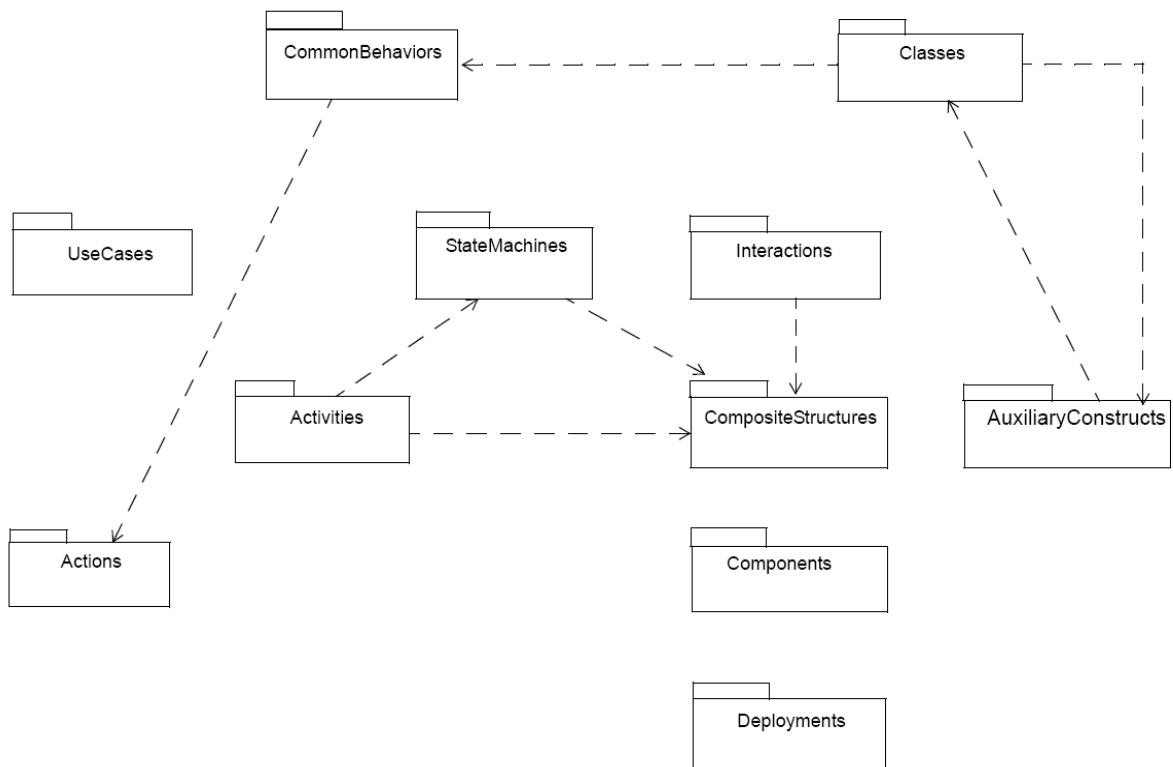 CommonBehaviors
Classes
UseCases
StateMachines
Interactions
Activities
CompositeStructures
AuxiliaryConstructs
Actions
Components
Deployments